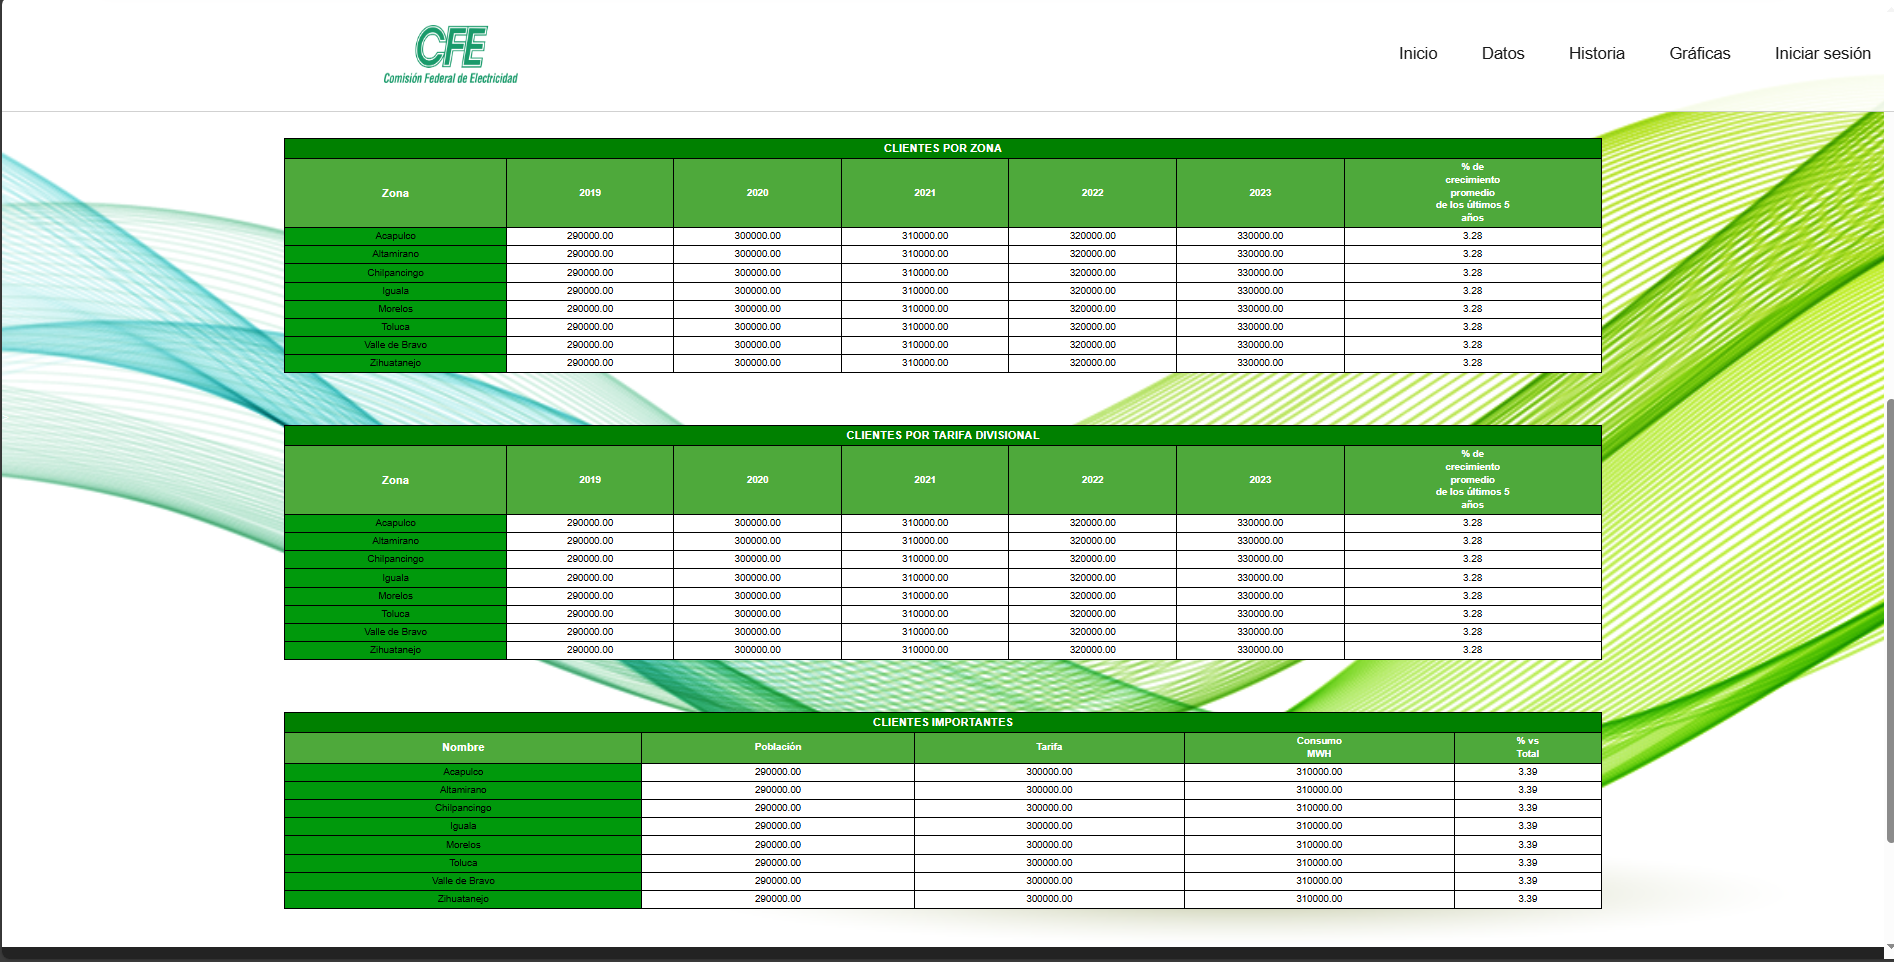 CFE
Comisión Federal de Electricidad
Inicio Datos Historia Gráficas Iniciar sesión
CLIENTES POR ZONA
Zona 2019 2020 2021 2022 2023 % de
crecimiento
promedio
de los últimos 5
años
Acapulco 290000.00 300000.00 310000.00 320000.00 330000.00 3.28
Altamirano 290000.00 300000.00 310000.00 320000.00 330000.00 3.28
Chilpancingo 290000.00 300000.00 310000.00 320000.00 330000.00 3.28
Iguala 290000.00 300000.00 310000.00 320000.00 330000.00 3.28
Morelos 290000.00 300000.00 310000.00 320000.00 330000.00 3.28
Toluca 290000.00 300000.00 310000.00 320000.00 330000.00 3.28
Valle de Bravo 290000.00 300000.00 310000.00 320000.00 330000.00 3.28
Zihuatanejo 290000.00 300000.00 310000.00 320000.00 330000.00 3.28
CLIENTES POR TARIFA DIVISIONAL
Zona 2019 2020 2021 2022 2023 % de
crecimiento
promedio
de los últimos 5
años
Acapulco 290000.00 300000.00 310000.00 320000.00 330000.00 3.28
Altamirano 290000.00 300000.00 310000.00 320000.00 330000.00 3.28
Chilpancingo 290000.00 300000.00 310000.00 320000.00 330000.00 3.28
Iguala 290000.00 300000.00 310000.00 320000.00 330000.00 3.28
Morelos 290000.00 300000.00 310000.00 320000.00 330000.00 3.28
Toluca 290000.00 300000.00 310000.00 320000.00 330000.00 3.28
Valle de Bravo 290000.00 300000.00 310000.00 320000.00 330000.00 3.28
Zihuatanejo 290000.00 300000.00 310000.00 320000.00 330000.00 3.28
CLIENTES IMPORTANTES
Nombre Población Tarifa Consumo
MWH % vs
Total
Acapulco 290000.00 300000.00 310000.00 3.39
Altamirano 290000.00 300000.00 310000.00 3.39
Chilpancingo 290000.00 300000.00 310000.00 3.39
Iguala 290000.00 300000.00 310000.00 3.39
Morelos 290000.00 300000.00 310000.00 3.39
Toluca 290000.00 300000.00 310000.00 3.39
Valle de Bravo 290000.00 300000.00 310000.00 3.39
Zihuatanejo 290000.00 300000.00 310000.00 3.39